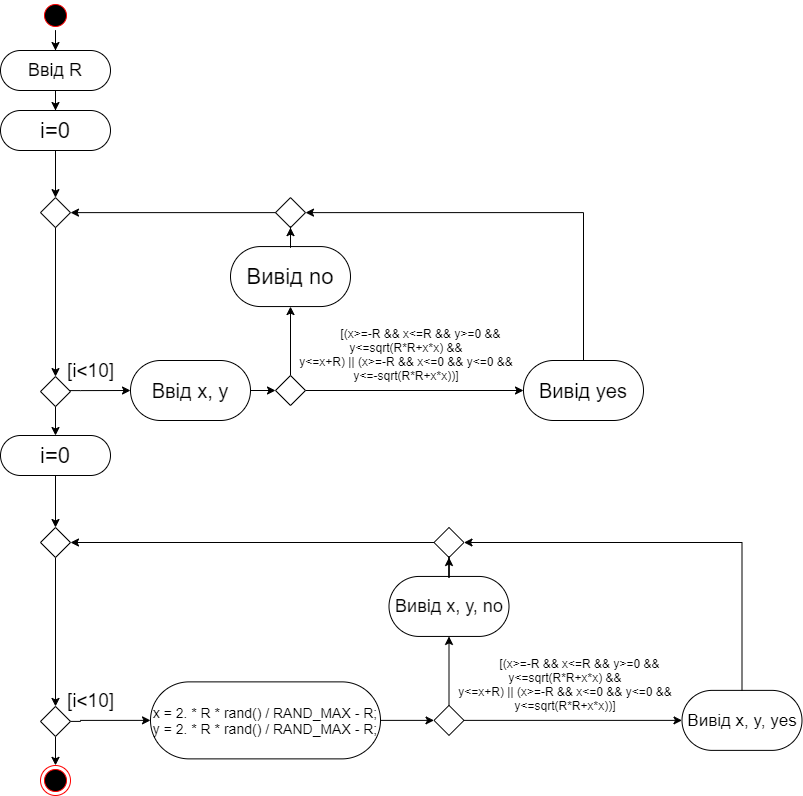 Ввід R
i=0
Вивід no
[(x>=-R && x<=R && y>=0 &&
y<=sqrt(R*R+x*x) &&
y<=x+R) || (x>=-R && x<=0 && y<=0 &&
y<=-sqrt(R*R+x*x))]
[i<10]
Ввід x, y
Вивід yes
i=0
Вивід x, y, no
[(x>=-R && x<=R && y>=0 &&
y<=sqrt(R*R+x*x) &&
y<=x+R) || (x>=-R && x<=0 && y<=0 &&
y<=sqrt(R*R+x*x))]
[i<10]
x = 2. * R * rand() / RAND_MAX - R;
y = 2. * R * rand() / RAND_MAX - R;
Вивід x, y, yes